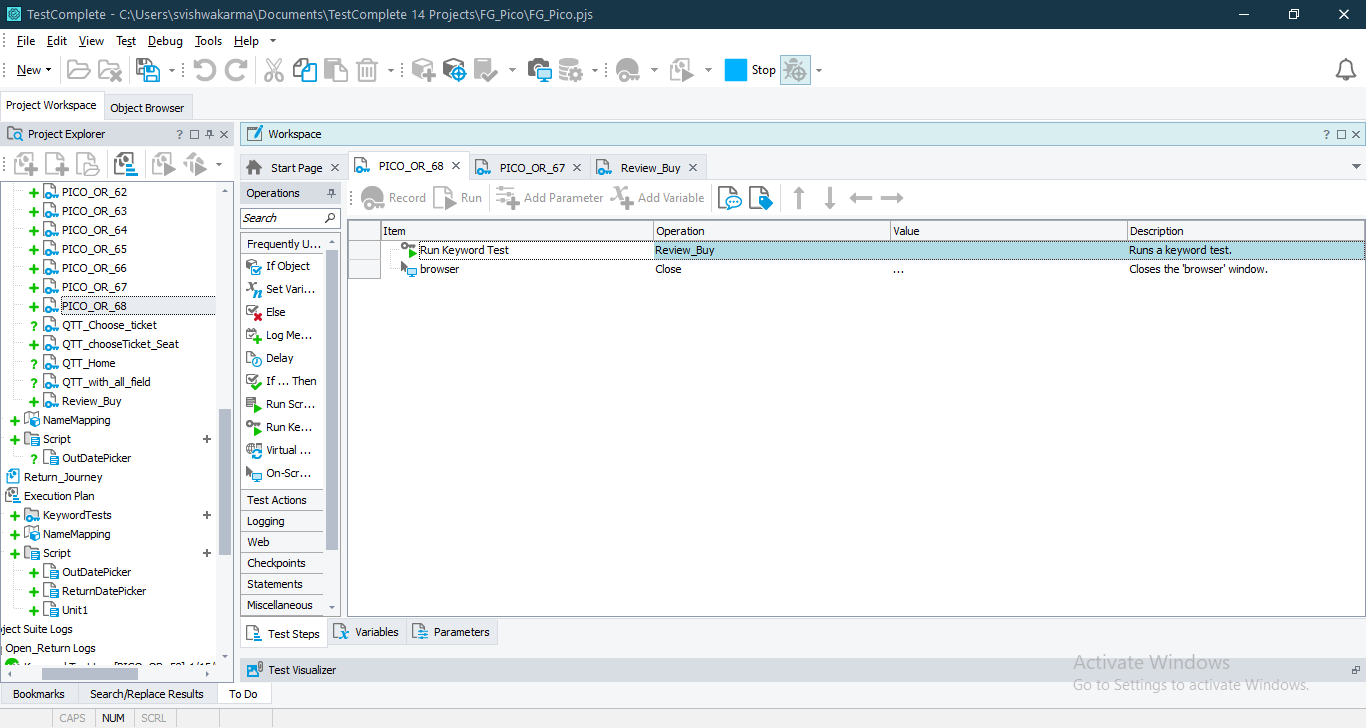 TestComplete - C:\Users\svishwakarma\Documents\TestComplete 14 Projects\FG_Pico\FG_Pico.pjs
File Edit View Test Debug Tools Help
New Stop
Project Workspace Object Browser
Project Explorer ?
Workspace ?
Start Page PICO_OR_68 PICO_OR_67 Review_Buy
Record Run Add Parameter Add Variable
PICO_OR_62
PICO_OR_63
PICO_OR_64
PICO_OR_65
PICO_OR_66
PICO_OR_67
PICO_OR_68
QTT_Choose_ticket
QTT_chooseTicket_Seat
QTT_Home
QTT_with_all_field
Review_Buy
NameMapping
Script
OutDatePicker
Return_Journey
Execution Plan
KeywordTests
NameMapping
Script
OutDatePicker
ReturnDatePicker
Unit1
ject Suite Logs
Open_Return Logs
Operations
Search
Frequently U...
If Object
Set Vari...
Else
Log Me...
Delay
If ... Then
Run Scr...
Run Ke...
Virtual ...
On-Scr...
Test Actions
Logging
Web
Checkpoints
Statements
Miscellaneous
Item Operation Value Description
Run Keyword Test Review_Buy Runs a keyword test.
browser Close ... Closes the 'browser' window.
Test Steps Variables Parameters
Test Visualizer
Activate Windows
Go to Settings to activate Windows.
Bookmarks Search/Replace Results To Do
CAPS NUM SCRL